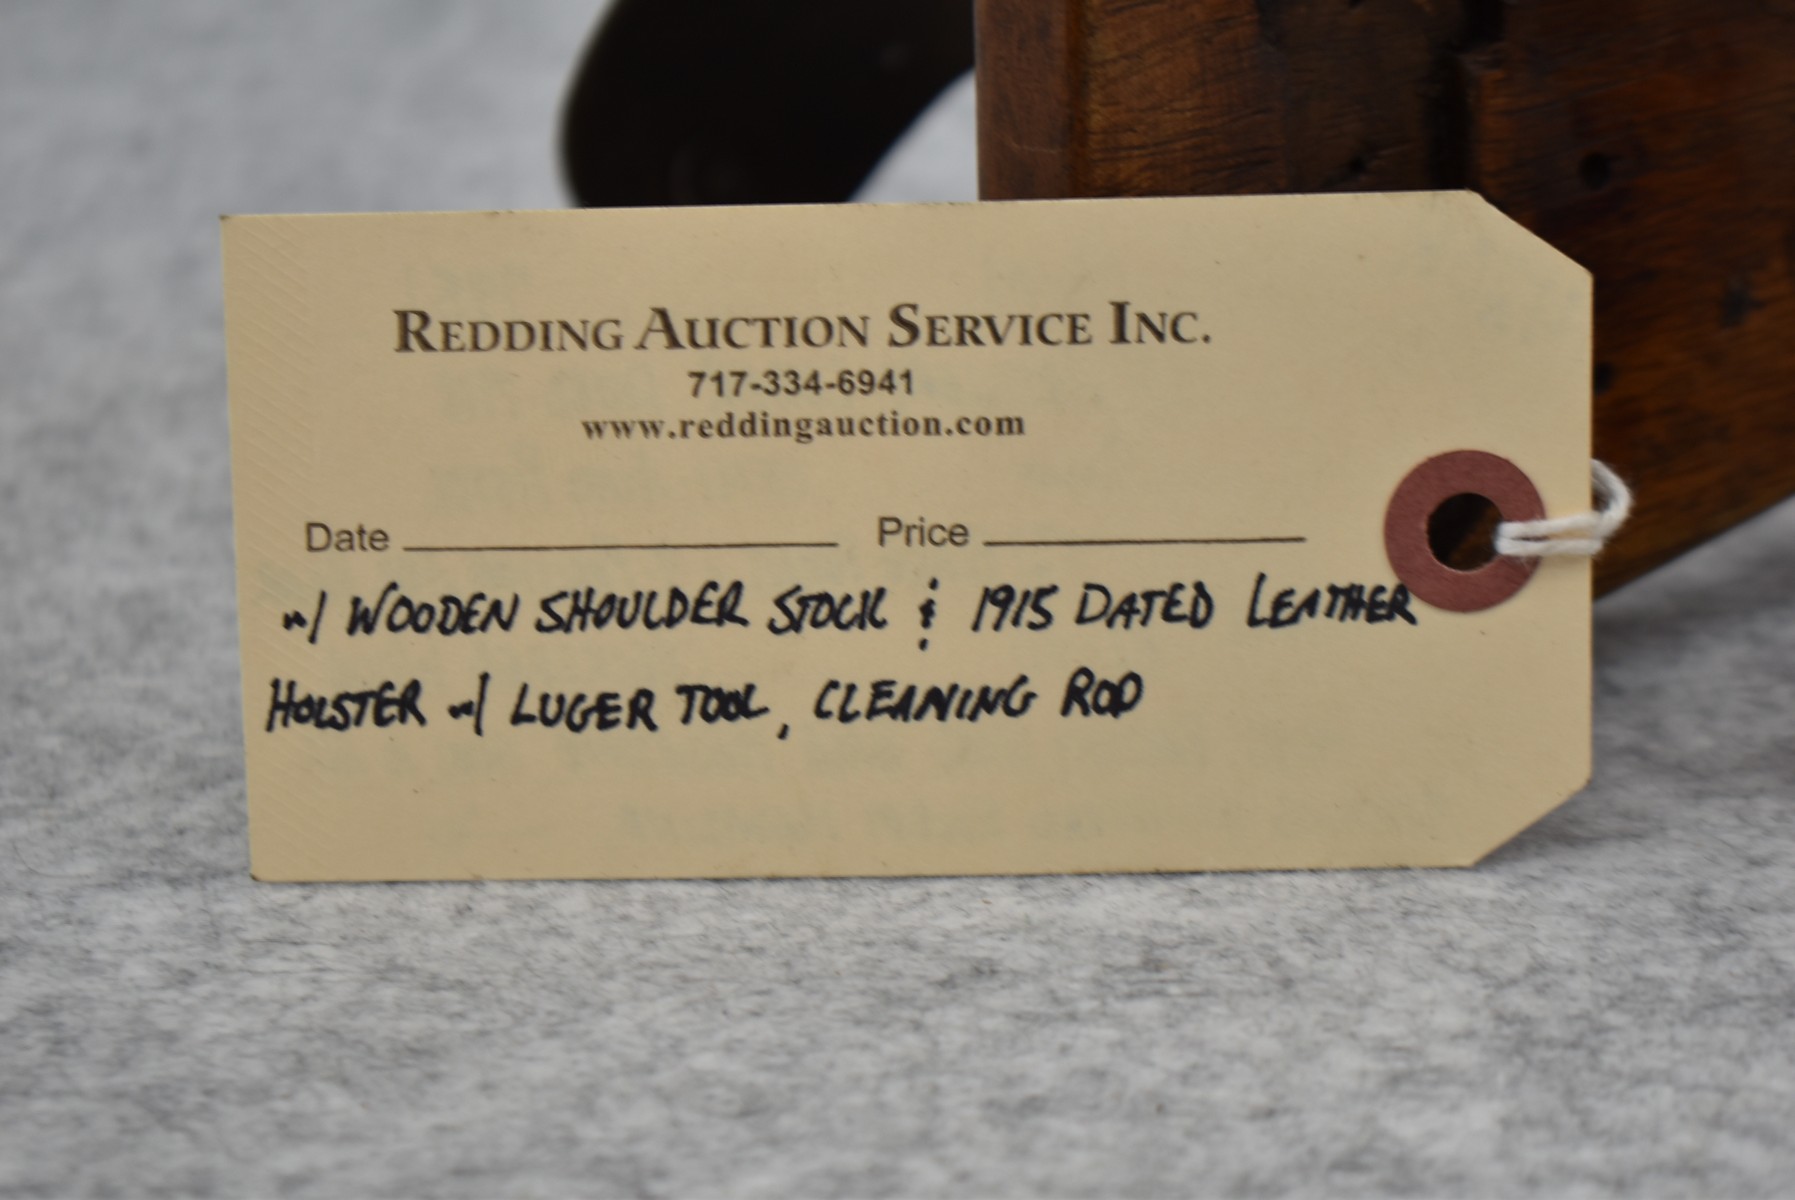 REDDING AUCTION SERVICE INC.
717-334-6941
www.reddingauction.com
Date Price
w/ WOODEN SHOULDER STOCK & 1915 DATED LEATHER
HOLSTER w/ LUGER TOOL, CLEANING ROD